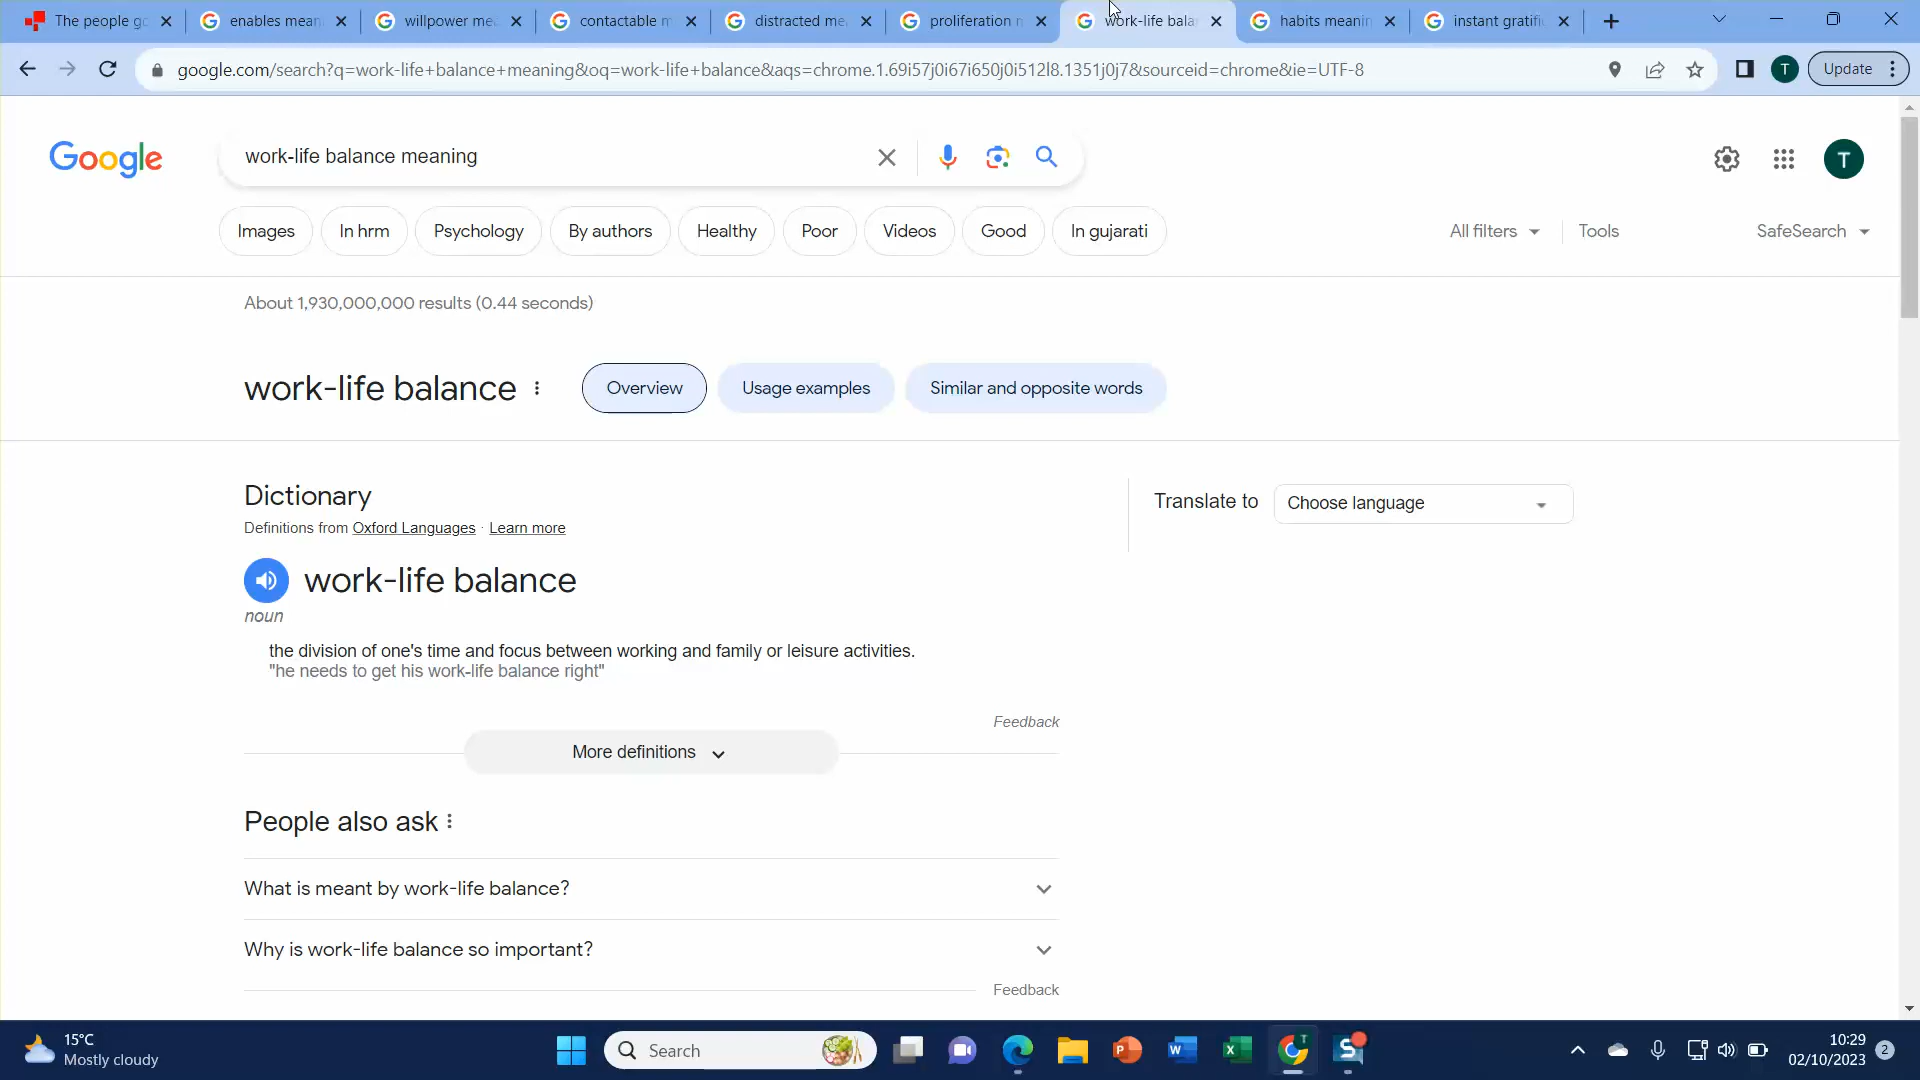 The people go
enables mean
willpower me
contactable m
distracted me
proliferation m
work-life bala
habits meanin
instant gratifi
google.com/search?q=work-life+balance+meaning&oq=work-life+balance&aqs=chrome.1.69i57j0i67i650j0i512l8.1351j0j7&sourceid=chrome&ie=UTF-8
T
Update
Google
work-life balance meaning
T
Images
In hrm
Psychology
By authors
Healthy
Poor
Videos
Good
In gujarati
All filters
Tools
SafeSearch
About 1,930,000,000 results (0.44 seconds)
work-life balance
Overview
Usage examples
Similar and opposite words
Dictionary
Definitions from Oxford Languages · Learn more
Translate to
Choose language
work-life balance
noun
the division of one's time and focus between working and family or leisure activities.
"he needs to get his work-life balance right"
Feedback
More definitions
People also ask
What is meant by work-life balance?
Why is work-life balance so important?
Feedback
15°C
Mostly cloudy
Search
P
W
X
T
S
10:29
02/10/2023
2